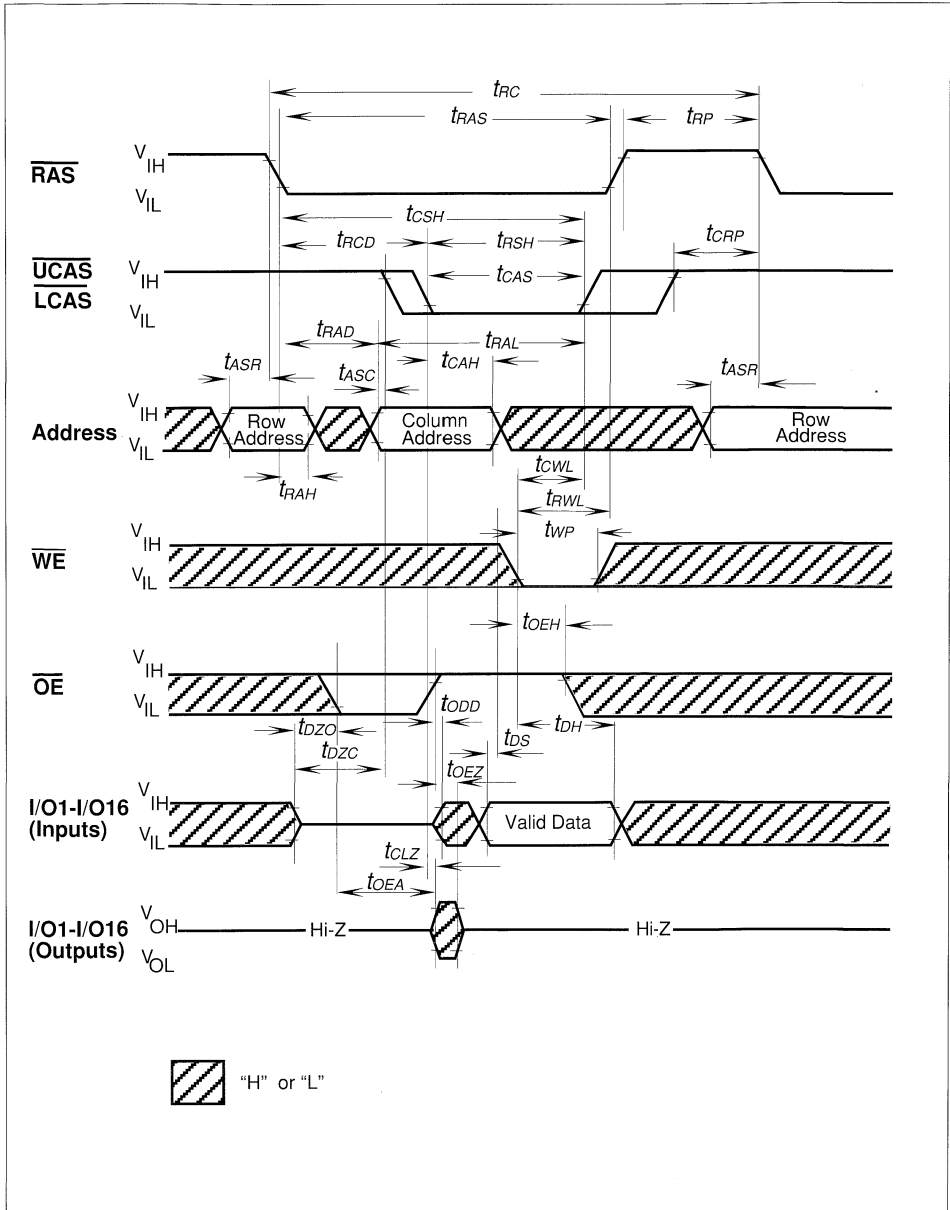 tRC
tRAS tRP
RAS VIH
VIL
tCSH
tRCD tRSH tCRP
UCAS VIH tCAS
LCAS
VIL
tRAD tRAL
tASR tASC tCAH tASR
VIH
Address Row Address Column Address Row Address
VIL
tRAH tCWL
tRWL
tWP
VIH
WE
VIL
tOEH
VIH
OE
VIL
tODD
tDZO tDS tDH
tDZC
tOEZ
I/O1-I/O16 VIH
(Inputs) VIL Valid Data
tCLZ
tOEA
I/O1-I/O16 VOH Hi-Z Hi-Z
(Outputs)
VOL
"H" or "L"